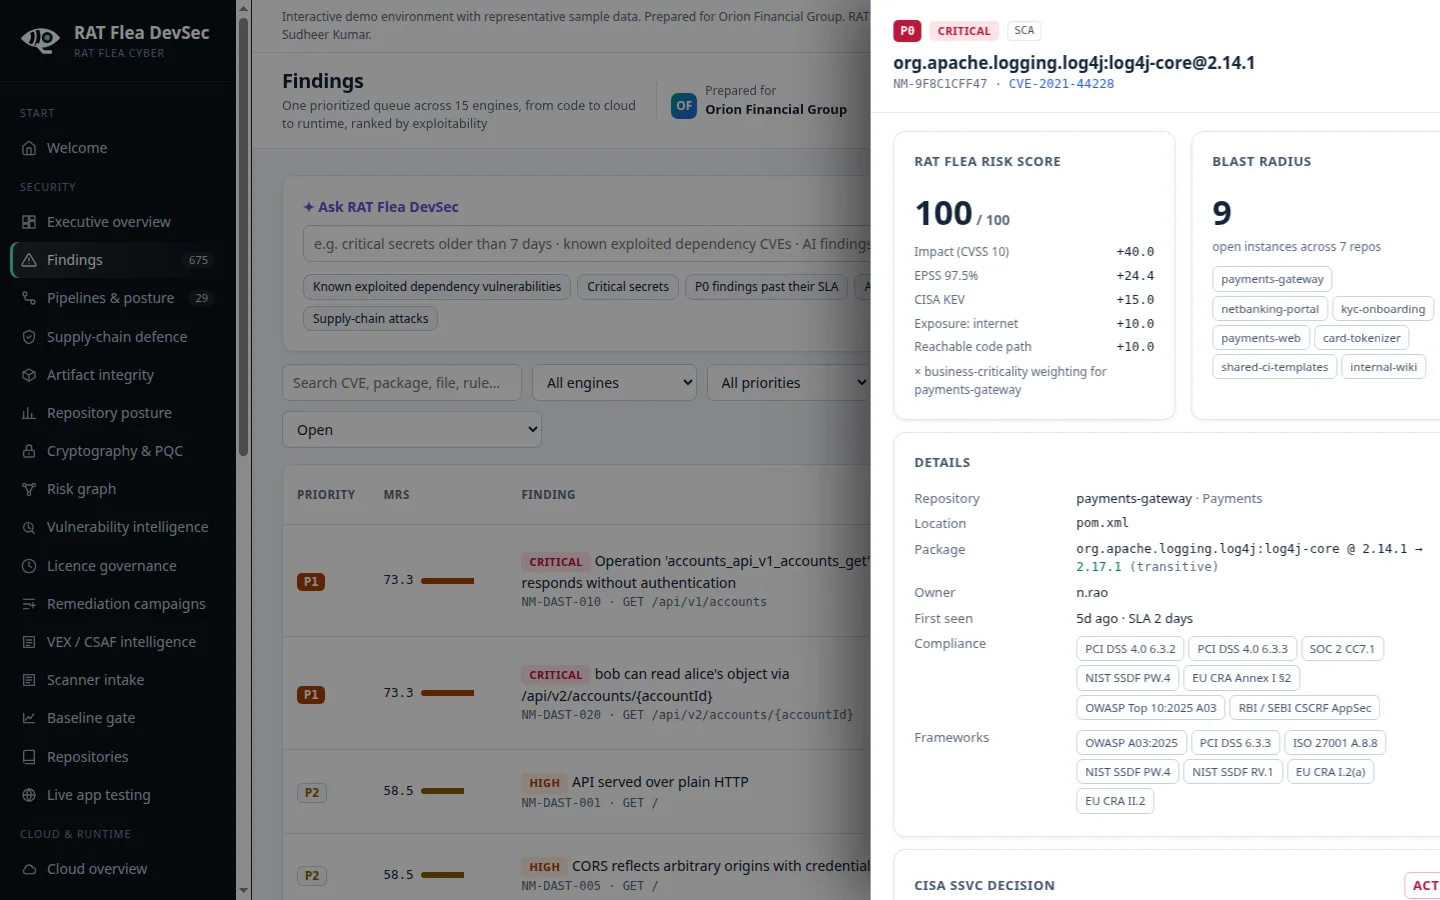 RAT Flea DevSec
RAT FLEA CYBER
START
Welcome
SECURITY
Executive overview
Findings 675
Pipelines & posture 29
Supply-chain defence
Artifact integrity
Repository posture
Cryptography & PQC
Risk graph
Vulnerability intelligence
Licence governance
Remediation campaigns
VEX / CSAF intelligence
Scanner intake
Baseline gate
Repositories
Live app testing
CLOUD & RUNTIME
Cloud overview
Interactive demo environment with representative sample data. Prepared for Orion Financial Group. RAT
Sudheer Kumar.
Findings
One prioritized queue across 15 engines, from code to cloud
to runtime, ranked by exploitability
OF
Prepared for
Orion Financial Group
✦ Ask RAT Flea DevSec
e.g. critical secrets older than 7 days · known exploited dependency CVEs · AI findings
Known exploited dependency vulnerabilities
Critical secrets
P0 findings past their SLA
Supply-chain attacks
Search CVE, package, file, rule...
All engines
All priorities
Open
PRIORITY MRS FINDING
P1 73.3 CRITICAL Operation 'accounts_api_v1_accounts_get'
responds without authentication
NM-DAST-010 · GET /api/v1/accounts
P1 73.3 CRITICAL bob can read alice's object via
/api/v2/accounts/{accountId}
NM-DAST-020 · GET /api/v2/accounts/{accountId}
P2 58.5 HIGH API served over plain HTTP
NM-DAST-001 · GET /
P2 58.5 HIGH CORS reflects arbitrary origins with credential
NM-DAST-005 · GET /
P0 CRITICAL SCA
org.apache.logging.log4j:log4j-core@2.14.1
NM-9F8C1CFF47 · CVE-2021-44228
RAT FLEA RISK SCORE
100 / 100
Impact (CVSS 10) +40.0
EPSS 97.5% +24.4
CISA KEV +15.0
Exposure: internet +10.0
Reachable code path +10.0
× business-criticality weighting for
payments-gateway
BLAST RADIUS
9
open instances across 7 repos
payments-gateway
netbanking-portal kyc-onboarding
payments-web card-tokenizer
shared-ci-templates internal-wiki
DETAILS
Repository payments-gateway · Payments
Location pom.xml
Package org.apache.logging.log4j:log4j-core @ 2.14.1 →
2.17.1 (transitive)
Owner n.rao
First seen 5d ago · SLA 2 days
Compliance PCI DSS 4.0 6.3.2 PCI DSS 4.0 6.3.3 SOC 2 CC7.1
NIST SSDF PW.4 EU CRA Annex I §2
OWASP Top 10:2025 A03 RBI / SEBI CSCRF AppSec
Frameworks OWASP A03:2025 PCI DSS 6.3.3 ISO 27001 A.8.8
NIST SSDF PW.4 NIST SSDF RV.1 EU CRA I.2(a)
EU CRA II.2
CISA SSVC DECISION ACT